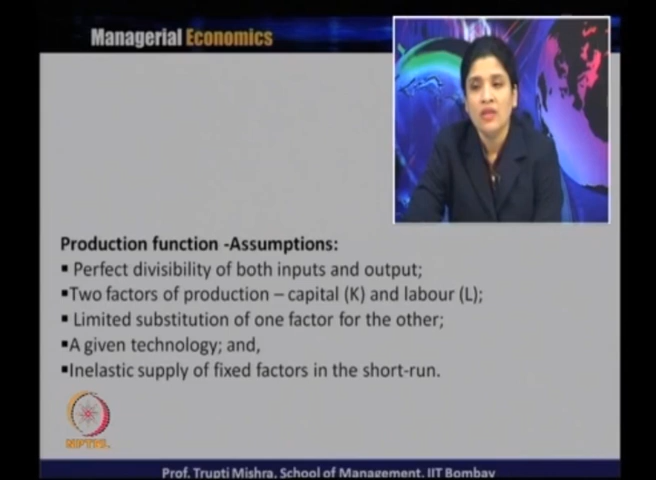 Managerial Economics
Production function -Assumptions:
▪ Perfect divisibility of both inputs and output;
▪Two factors of production – capital (K) and labour (L);
▪ Limited substitution of one factor for the other;
▪A given technology; and,
▪Inelastic supply of fixed factors in the short-run.
NPTEL
Prof. Trupti Mishra, School of Management, IIT Bombay